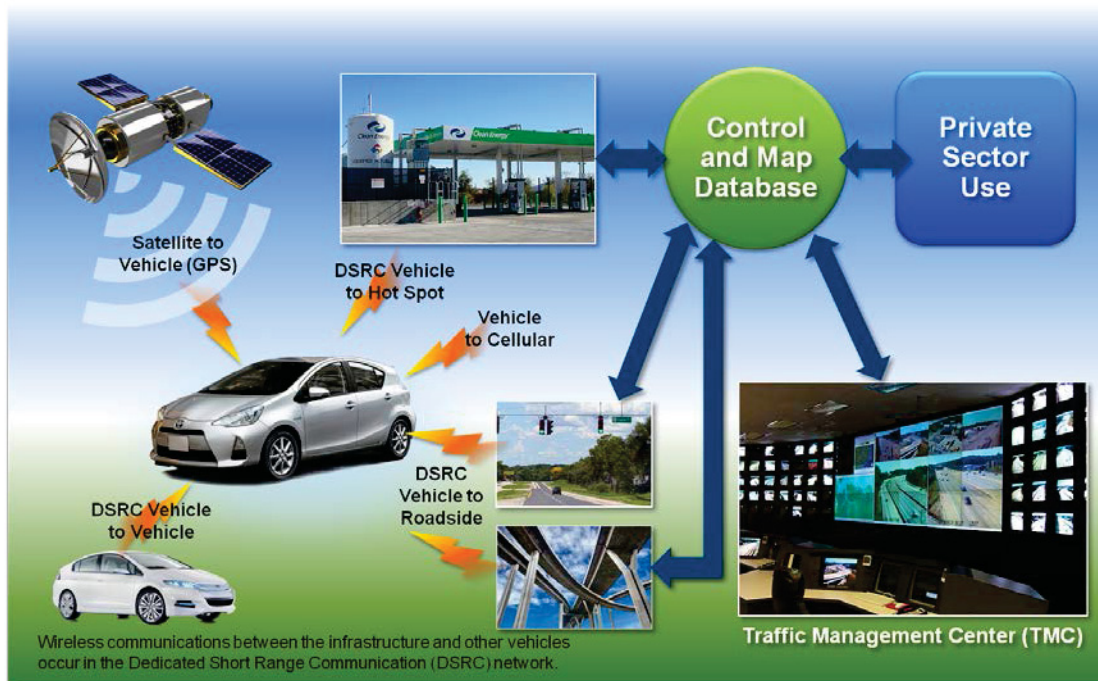 Clean Energy
Clean Energy
Control
and Map
Database
Private
Sector
Use
Satellite to
Vehicle (GPS)
DSRC Vehicle
to Hot Spot
Vehicle
to Cellular
DSRC
Vehicle to
Roadside
DSRC Vehicle
to Vehicle
Traffic Management Center (TMC)
Wireless communications between the infrastructure and other vehicles
occur in the Dedicated Short Range Communication (DSRC) network.